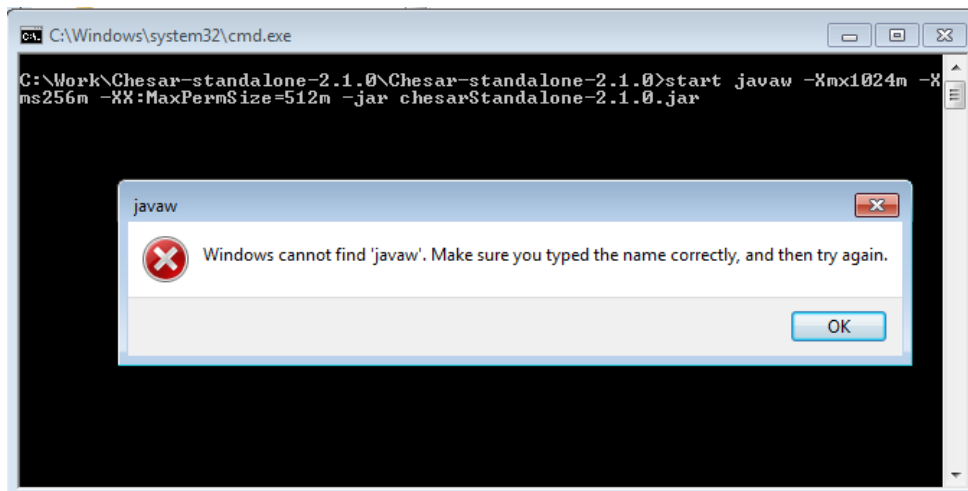 C:\Windows\system32\cmd.exe
C:\Work\Chesar-standalone-2.1.0\Chesar-standalone-2.1.0>start javaw -Xmx1024m -X
ms256m -XX:MaxPermSize=512m -jar chesarStandalone-2.1.0.jar
javaw
Windows cannot find 'javaw'. Make sure you typed the name correctly, and then try again.
OK